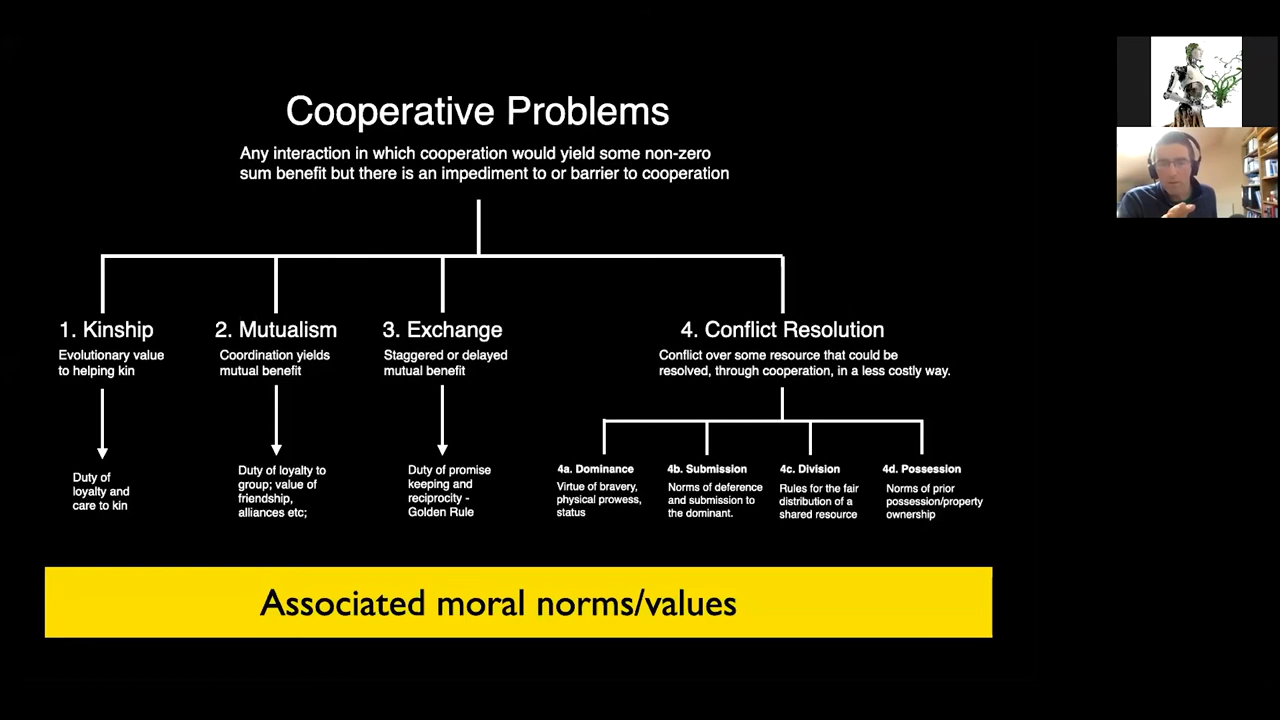 Cooperative Problems
Any interaction in which cooperation would yield some non-zero
sum benefit but there is an impediment to or barrier to cooperation
1. Kinship
Evolutionary value
to helping kin
2. Mutualism
Coordination yields
mutual benefit
3. Exchange
Staggered or delayed
mutual benefit
4. Conflict Resolution
Conflict over some resource that could be
resolved, through cooperation, in a less costly way.
Duty of
loyalty and
care to kin
Duty of loyalty to
group; value of
friendship,
alliances etc;
Duty of promise
keeping and
reciprocity -
Golden Rule
4a. Dominance
Virtue of bravery,
physical prowess,
status
4b. Submission
Norms of deference
and submission to
the dominant.
4c. Division
Rules for the fair
distribution of a
shared resource
4d. Possession
Norms of prior
possession/property
ownership
Associated moral norms/values